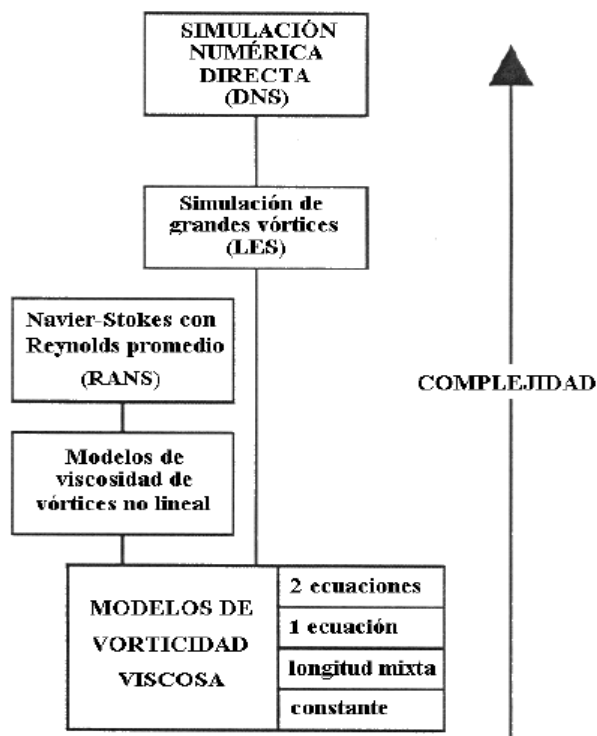 SIMULACIÓN
NUMÉRICA
DIRECTA
(DNS)
Simulación de
grandes vórtices
(LES)
Navier-Stokes con
Reynolds promedio
(RANS)
COMPLEJIDAD
Modelos de
viscosidad de
vórtices no lineal
MODELOS DE
VORTICIDAD
VISCOSA
2 ecuaciones
1 ecuación
longitud mixta
constante